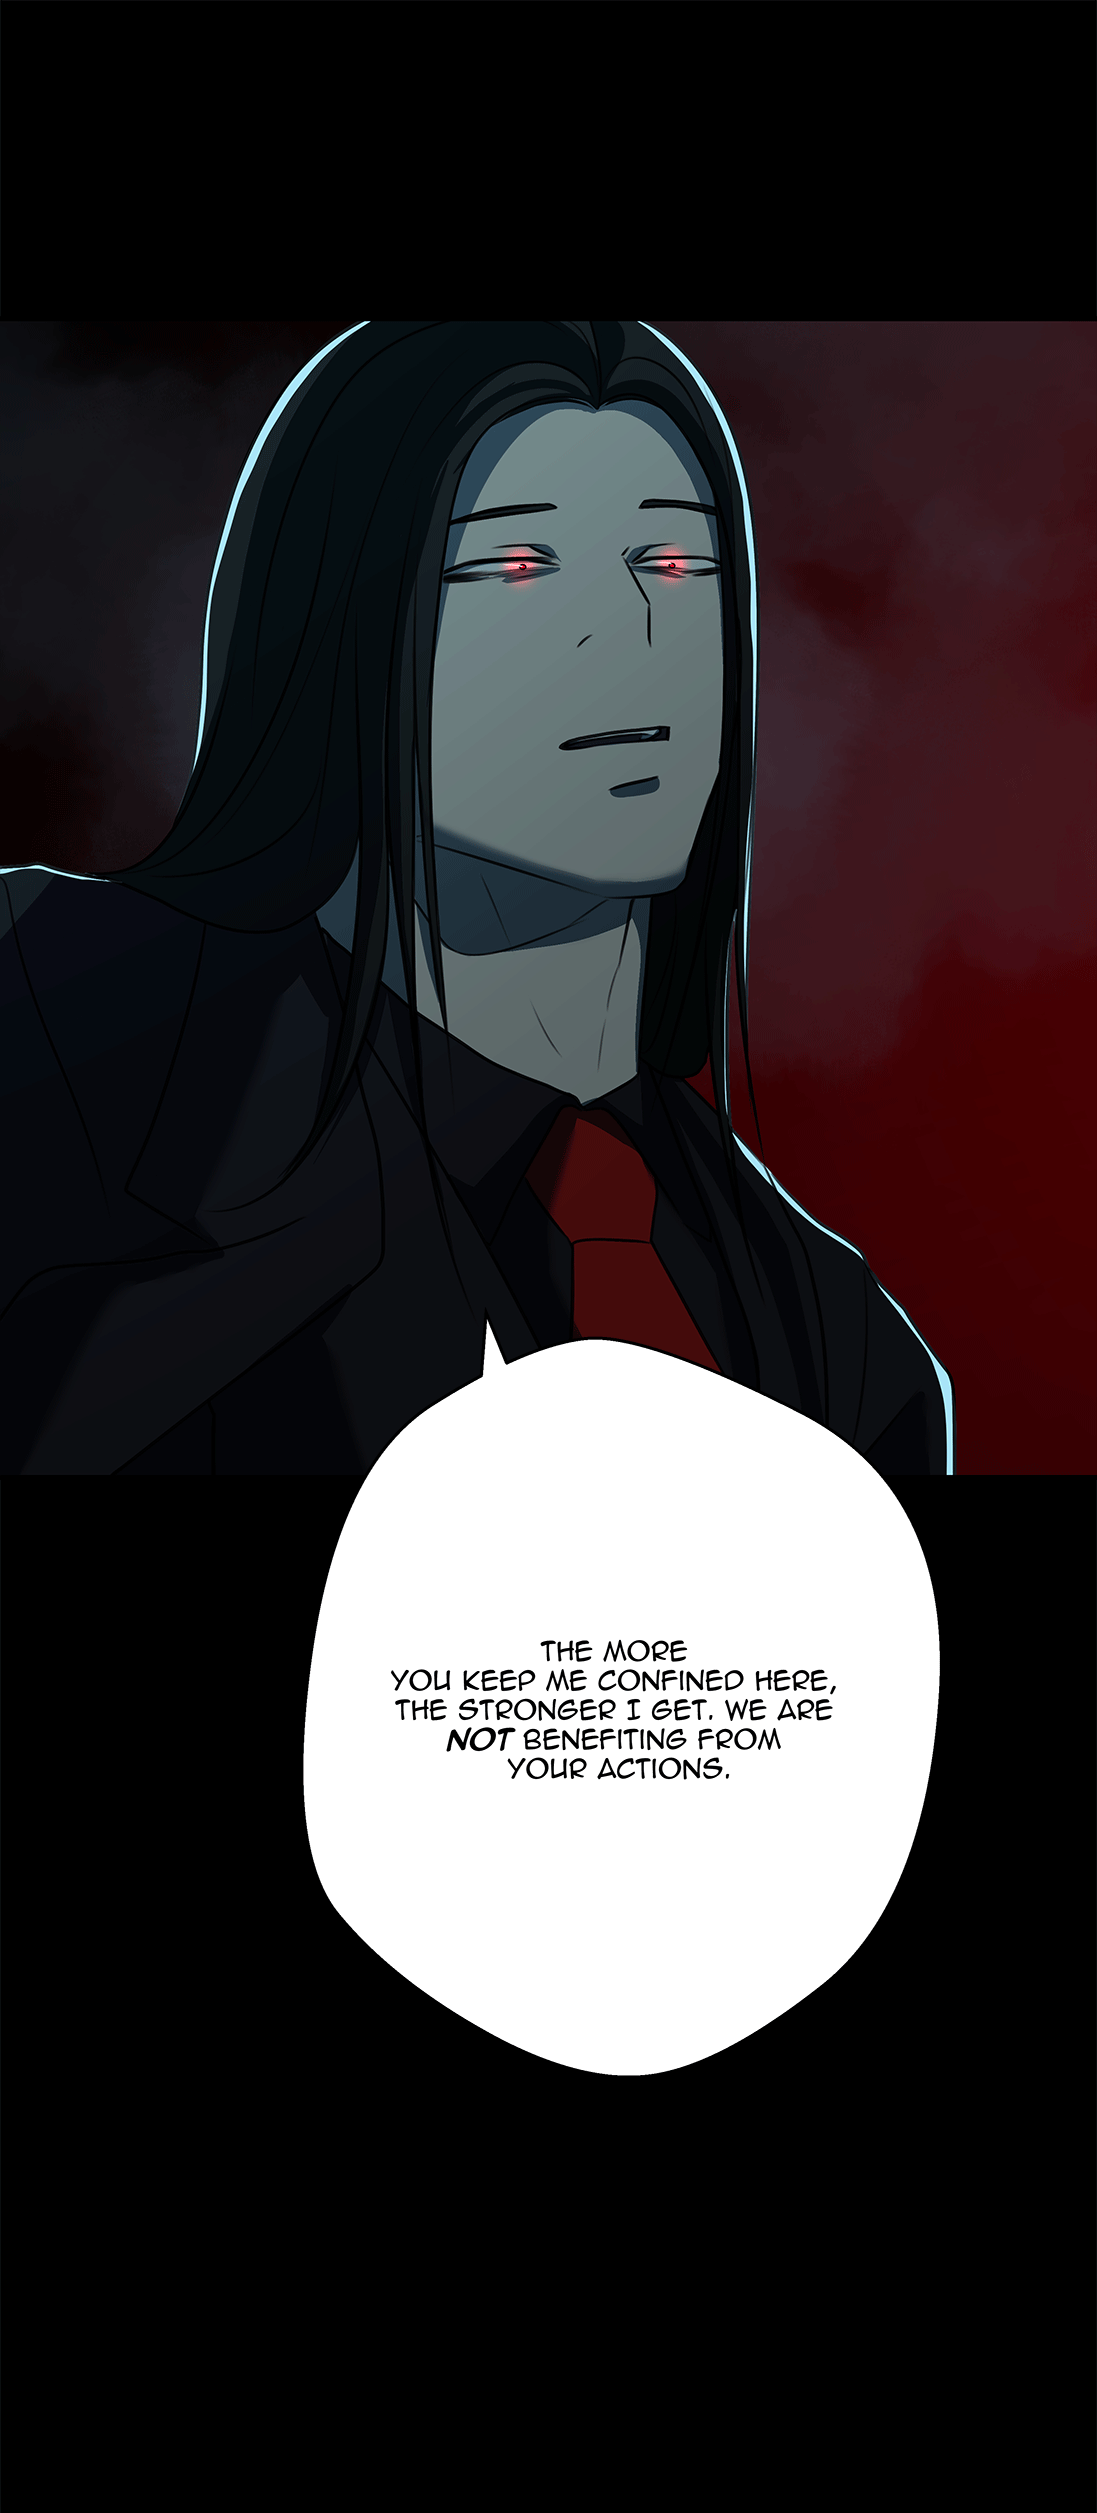 THE MORE
YOU KEEP ME CONFINED HERE,
THE STRONGER I GET. WE ARE
NOT BENEFITING FROM
YOUR ACTIONS.